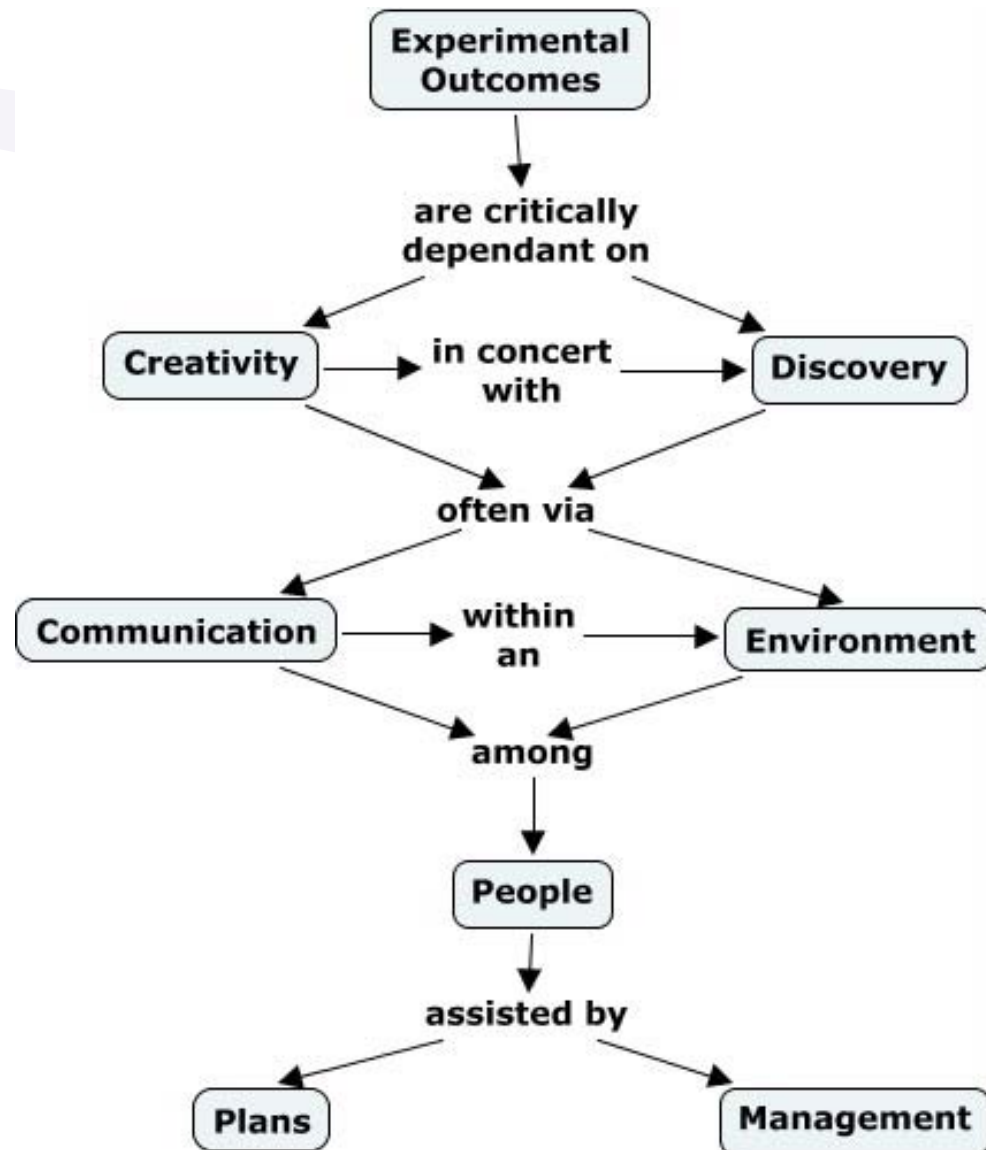 Experimental
Outcomes
are critically
dependant on
Creativity
in concert
with
Discovery
often via
Communication
within
an
Environment
among
People
assisted by
Plans
Management